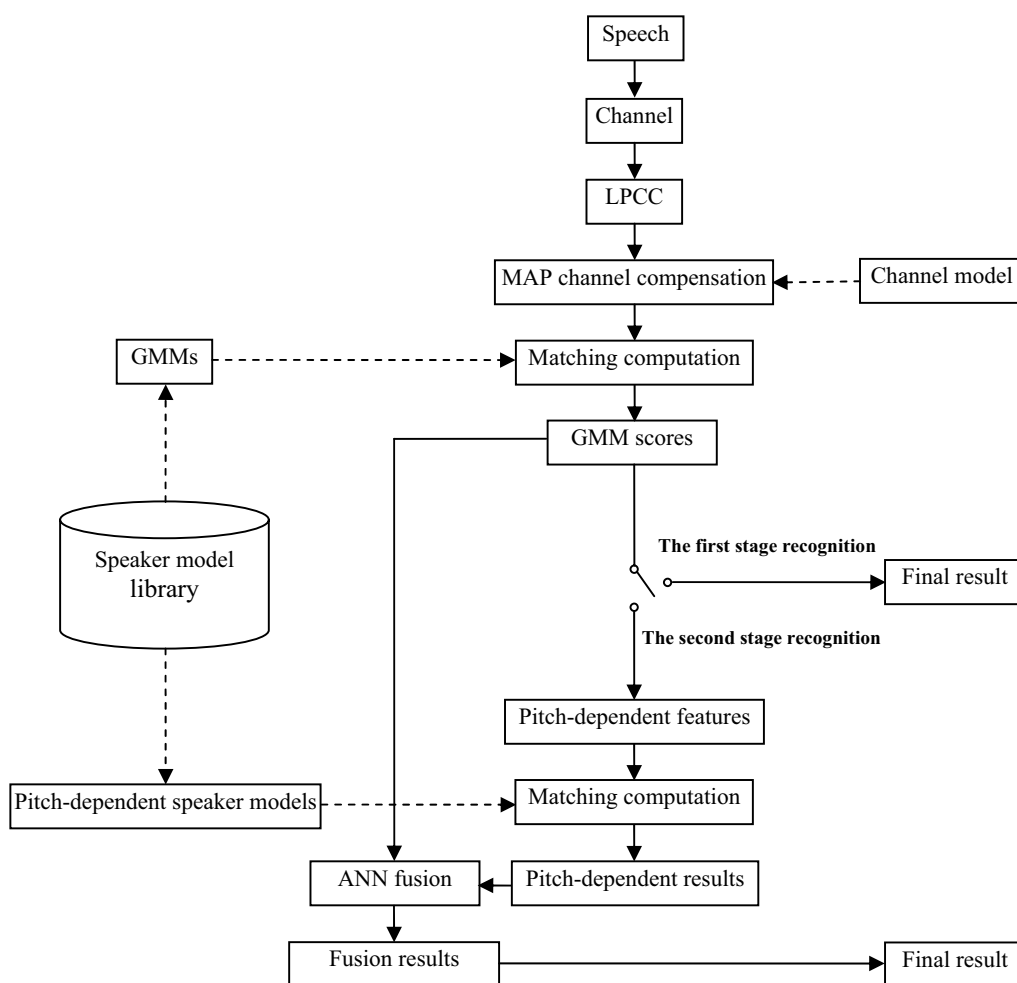 Speech
Channel
LPCC
MAP channel compensation
Channel model
GMMs
Matching computation
GMM scores
Speaker model
library
The first stage recognition
Final result
The second stage recognition
Pitch-dependent features
Pitch-dependent speaker models
Matching computation
ANN fusion
Pitch-dependent results
Fusion results
Final result